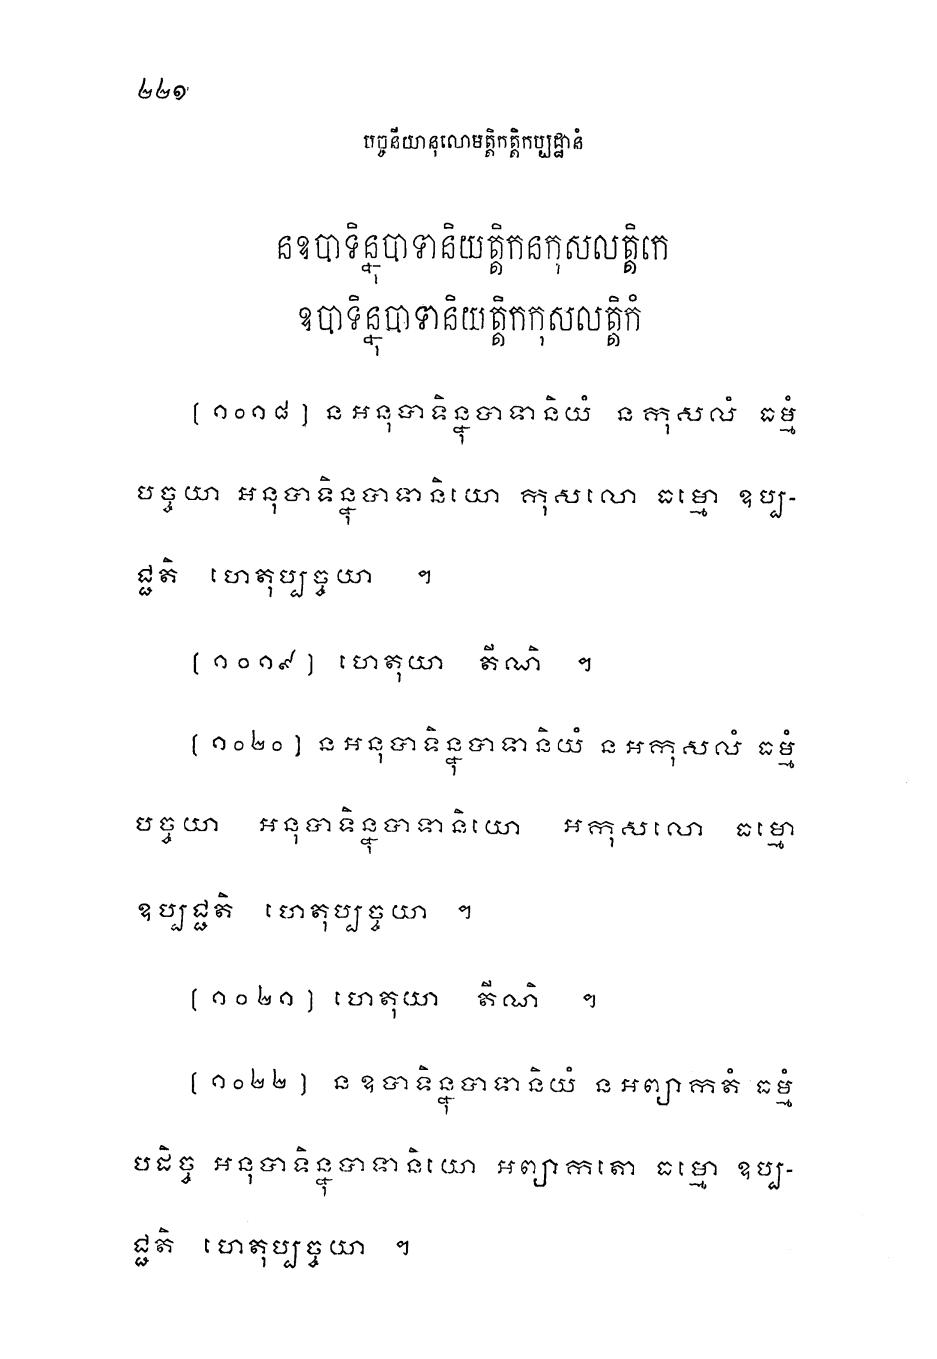 ២២១
បច្ចនីយានុលោមត្តិកត្តិកប្បដ្ឋានំ
នឧបាទិន្នុបាទានិយត្តិកនកុសលត្តិកេ
ឧបាទិន្នុបាទានិយត្តិកកុសលត្តិកំ
[១០១៨] នអនុបាទិន្នុបាទានិយំ នកុសលំ ធម្មំ
បច្ចយា អនុបាទិន្នុបាទានិយោ កុសលោ ធម្មោ ឧប្ប-
ជ្ជតិ ហេតុប្បច្ចយា ។
[១០១៩] ហេតុយា តីណិ ។
[១០២០] នអនុបាទិន្នុបាទានិយំ នអកុសលំ ធម្មំ
បច្ចយា អនុបាទិន្នុបាទានិយោ អកុសលោ ធម្មោ
ឧប្បជ្ជតិ ហេតុប្បច្ចយា ។
[១០២១] ហេតុយា តីណិ ។
[១០២២] នឧបាទិន្នុបាទានិយំ នអព្យាកតំ ធម្មំ
បដិច្ច អនុបាទិន្នុបាទានិយោ អព្យាកតោ ធម្មោ ឧប្ប-
ជ្ជតិ ហេតុប្បច្ចយា ។